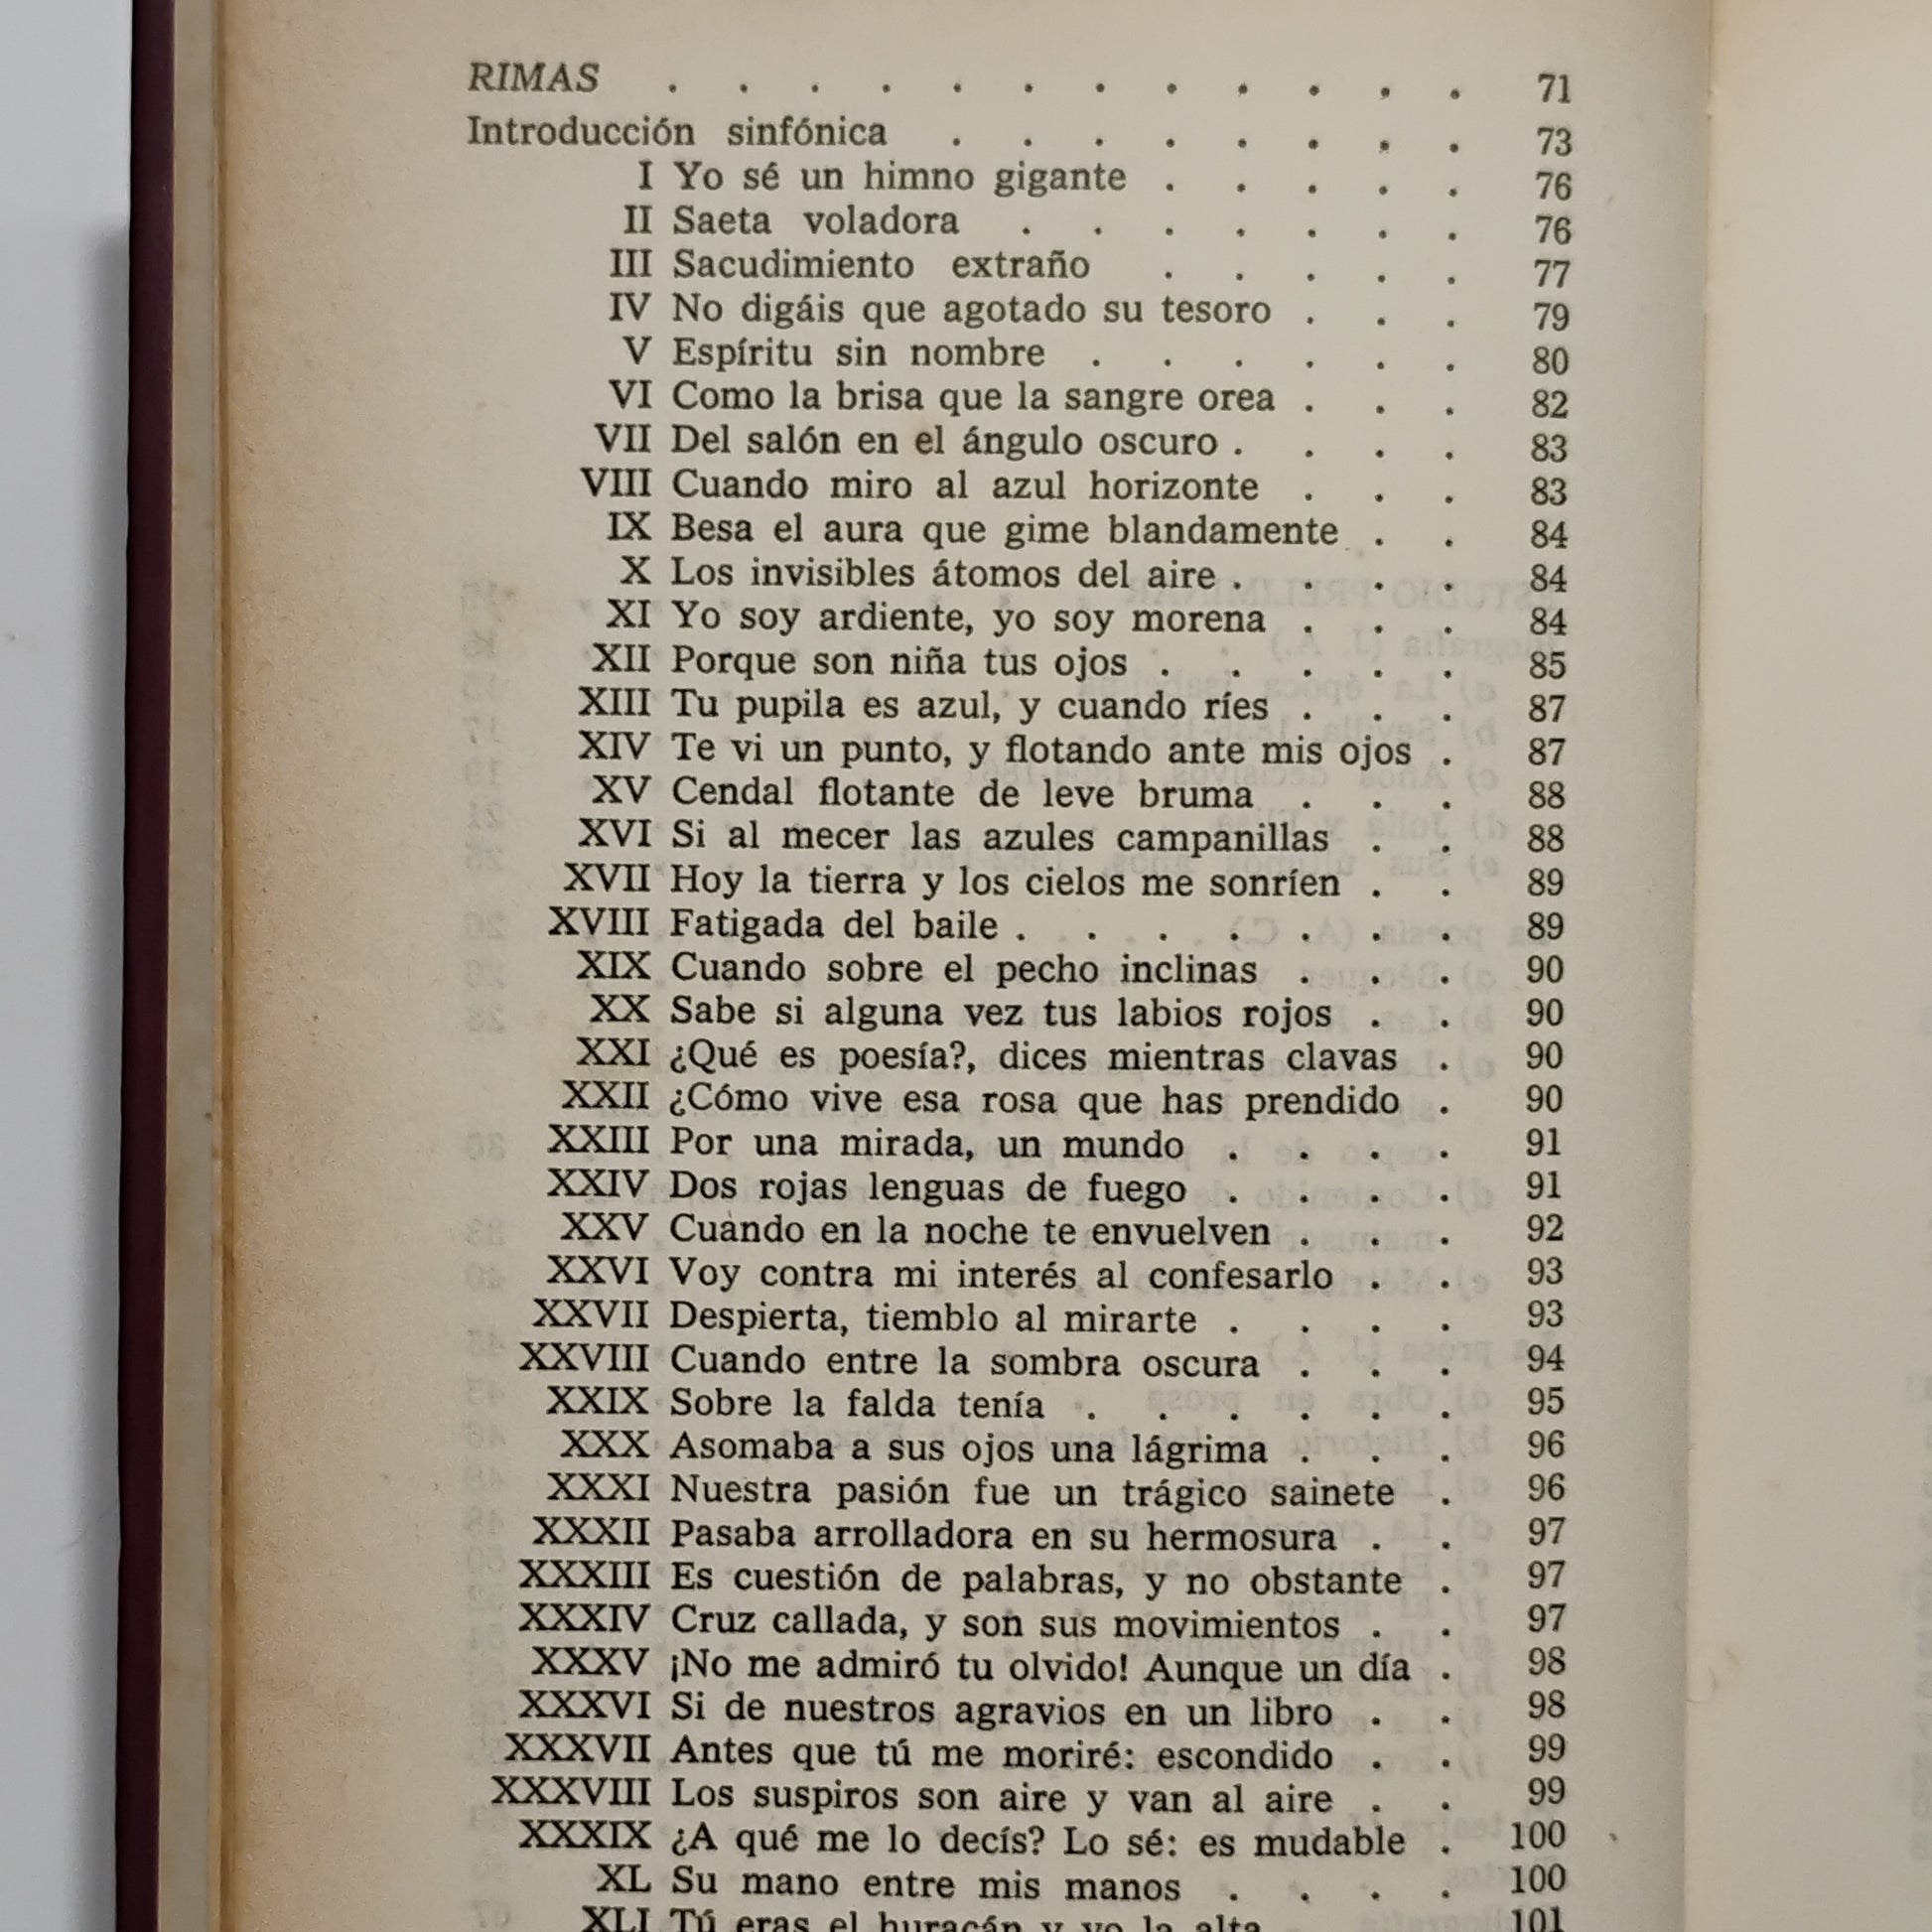 RIMAS . . . . . . . . . . . . 71
Introducción sinfónica . . . . . . . . 73
I Yo sé un himno gigante . . . . . 76
II Saeta voladora . . . . . . . 76
III Sacudimiento extraño . . . . . 77
IV No digáis que agotado su tesoro . . . 79
V Espíritu sin nombre . . . . . . 80
VI Como la brisa que la sangre orea . . . 82
VII Del salón en el ángulo oscuro . . . . 83
VIII Cuando miro al azul horizonte . . . 83
IX Besa el aura que gime blandamente . . 84
X Los invisibles átomos del aire . . . . 84
XI Yo soy ardiente, yo soy morena . . . 84
XII Porque son niña tus ojos . . . . . 85
XIII Tu pupila es azul, y cuando ríes . . . 87
XIV Te vi un punto, y flotando ante mis ojos . 87
XV Cendal flotante de leve bruma . . . 88
XVI Si al mecer las azules campanillas . . 88
XVII Hoy la tierra y los cielos me sonríen . . 89
XVIII Fatigada del baile . . . . . . . 89
XIX Cuando sobre el pecho inclinas . . . 90
XX Sabe si alguna vez tus labios rojos . . 90
XXI ¿Qué es poesía?, dices mientras clavas . 90
XXII ¿Cómo vive esa rosa que has prendido . 90
XXIII Por una mirada, un mundo . . . . 91
XXIV Dos rojas lenguas de fuego . . . . 91
XXV Cuando en la noche te envuelven . . . 92
XXVI Voy contra mi interés al confesarlo . . 93
XXVII Despierta, tiemblo al mirarte . . . . 93
XXVIII Cuando entre la sombra oscura . . . 94
XXIX Sobre la falda tenía . . . . . . 95
XXX Asomaba a sus ojos una lágrima . . . 96
XXXI Nuestra pasión fue un trágico sainete . 96
XXXII Pasaba arrolladora en su hermosura . . 97
XXXIII Es cuestión de palabras, y no obstante . 97
XXXIV Cruz callada, y son sus movimientos . . 97
XXXV ¡No me admiró tu olvido! Aunque un día . 98
XXXVI Si de nuestros agravios en un libro . . 98
XXXVII Antes que tú me moriré: escondido . . 99
XXXVIII Los suspiros son aire y van al aire . . 99
XXXIX ¿A qué me lo decís? Lo sé: es mudable . 100
XL Su mano entre mis manos . . . . 100
XLI Tú eras el huracán y yo la alta 101